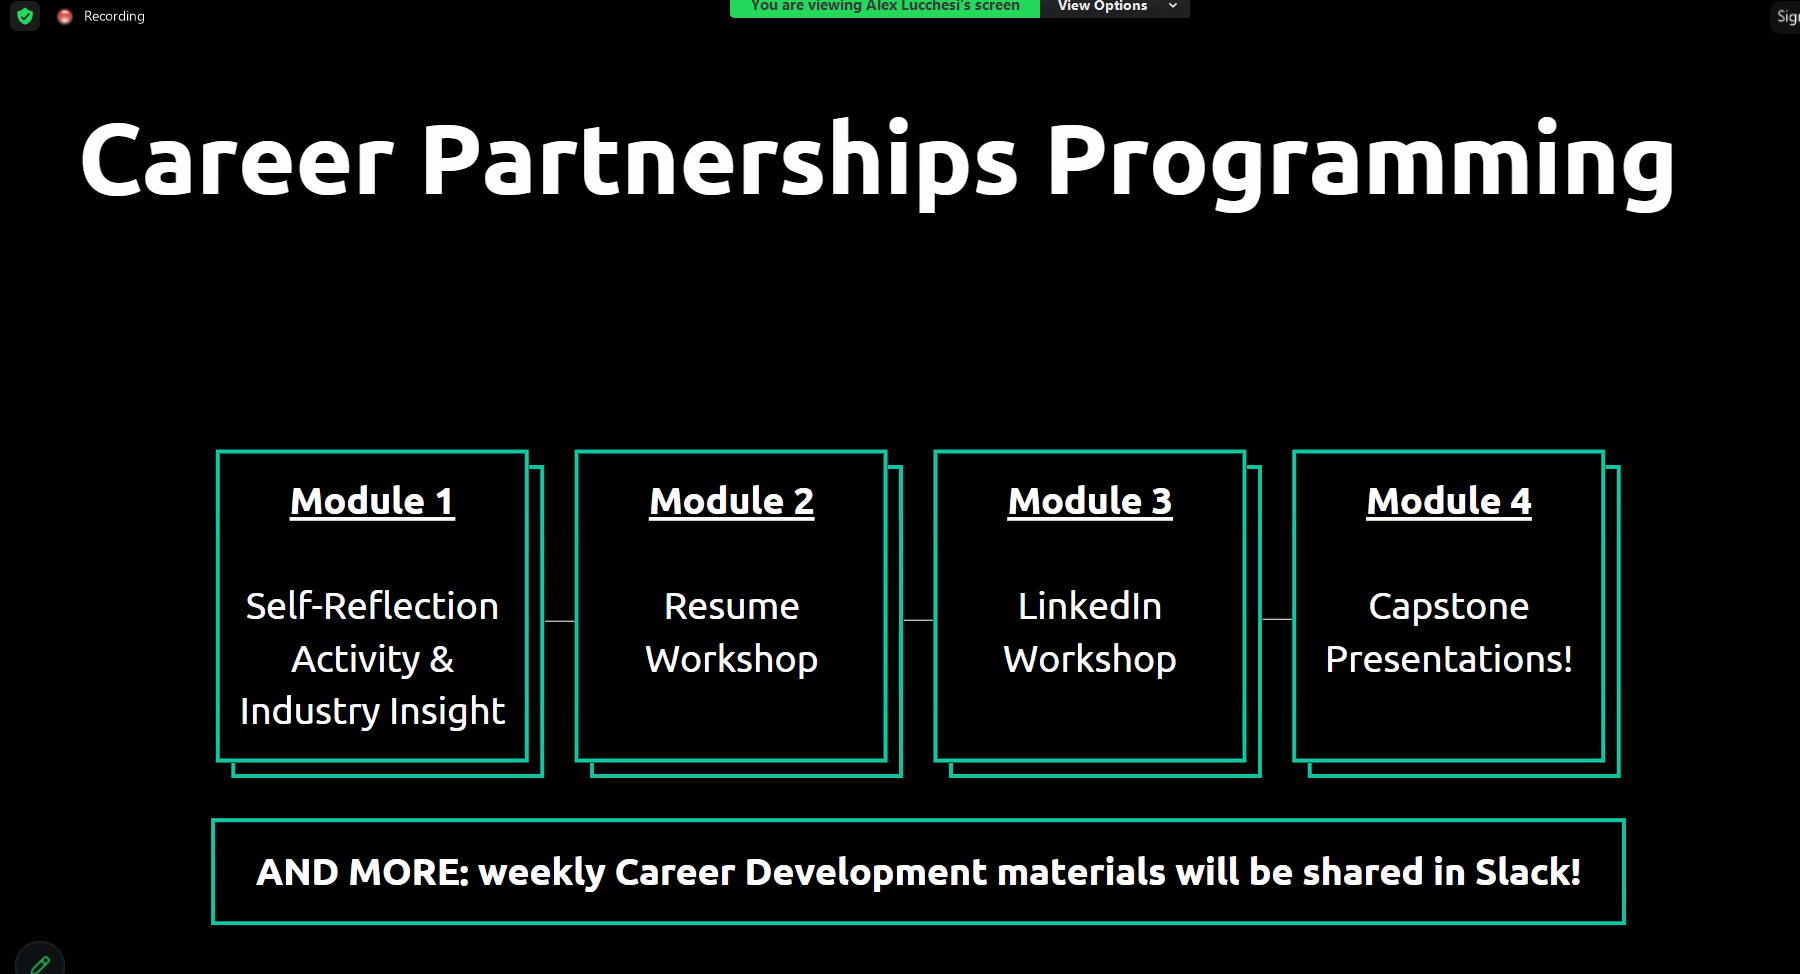 Recording
You are viewing Alex Lucchesi's screen
View Options
Career Partnerships Programming
Module 1
Self-Reflection
Activity &
Industry Insight
Module 2
Resume
Workshop
Module 3
LinkedIn
Workshop
Module 4
Capstone
Presentations!
AND MORE: weekly Career Development materials will be shared in Slack!